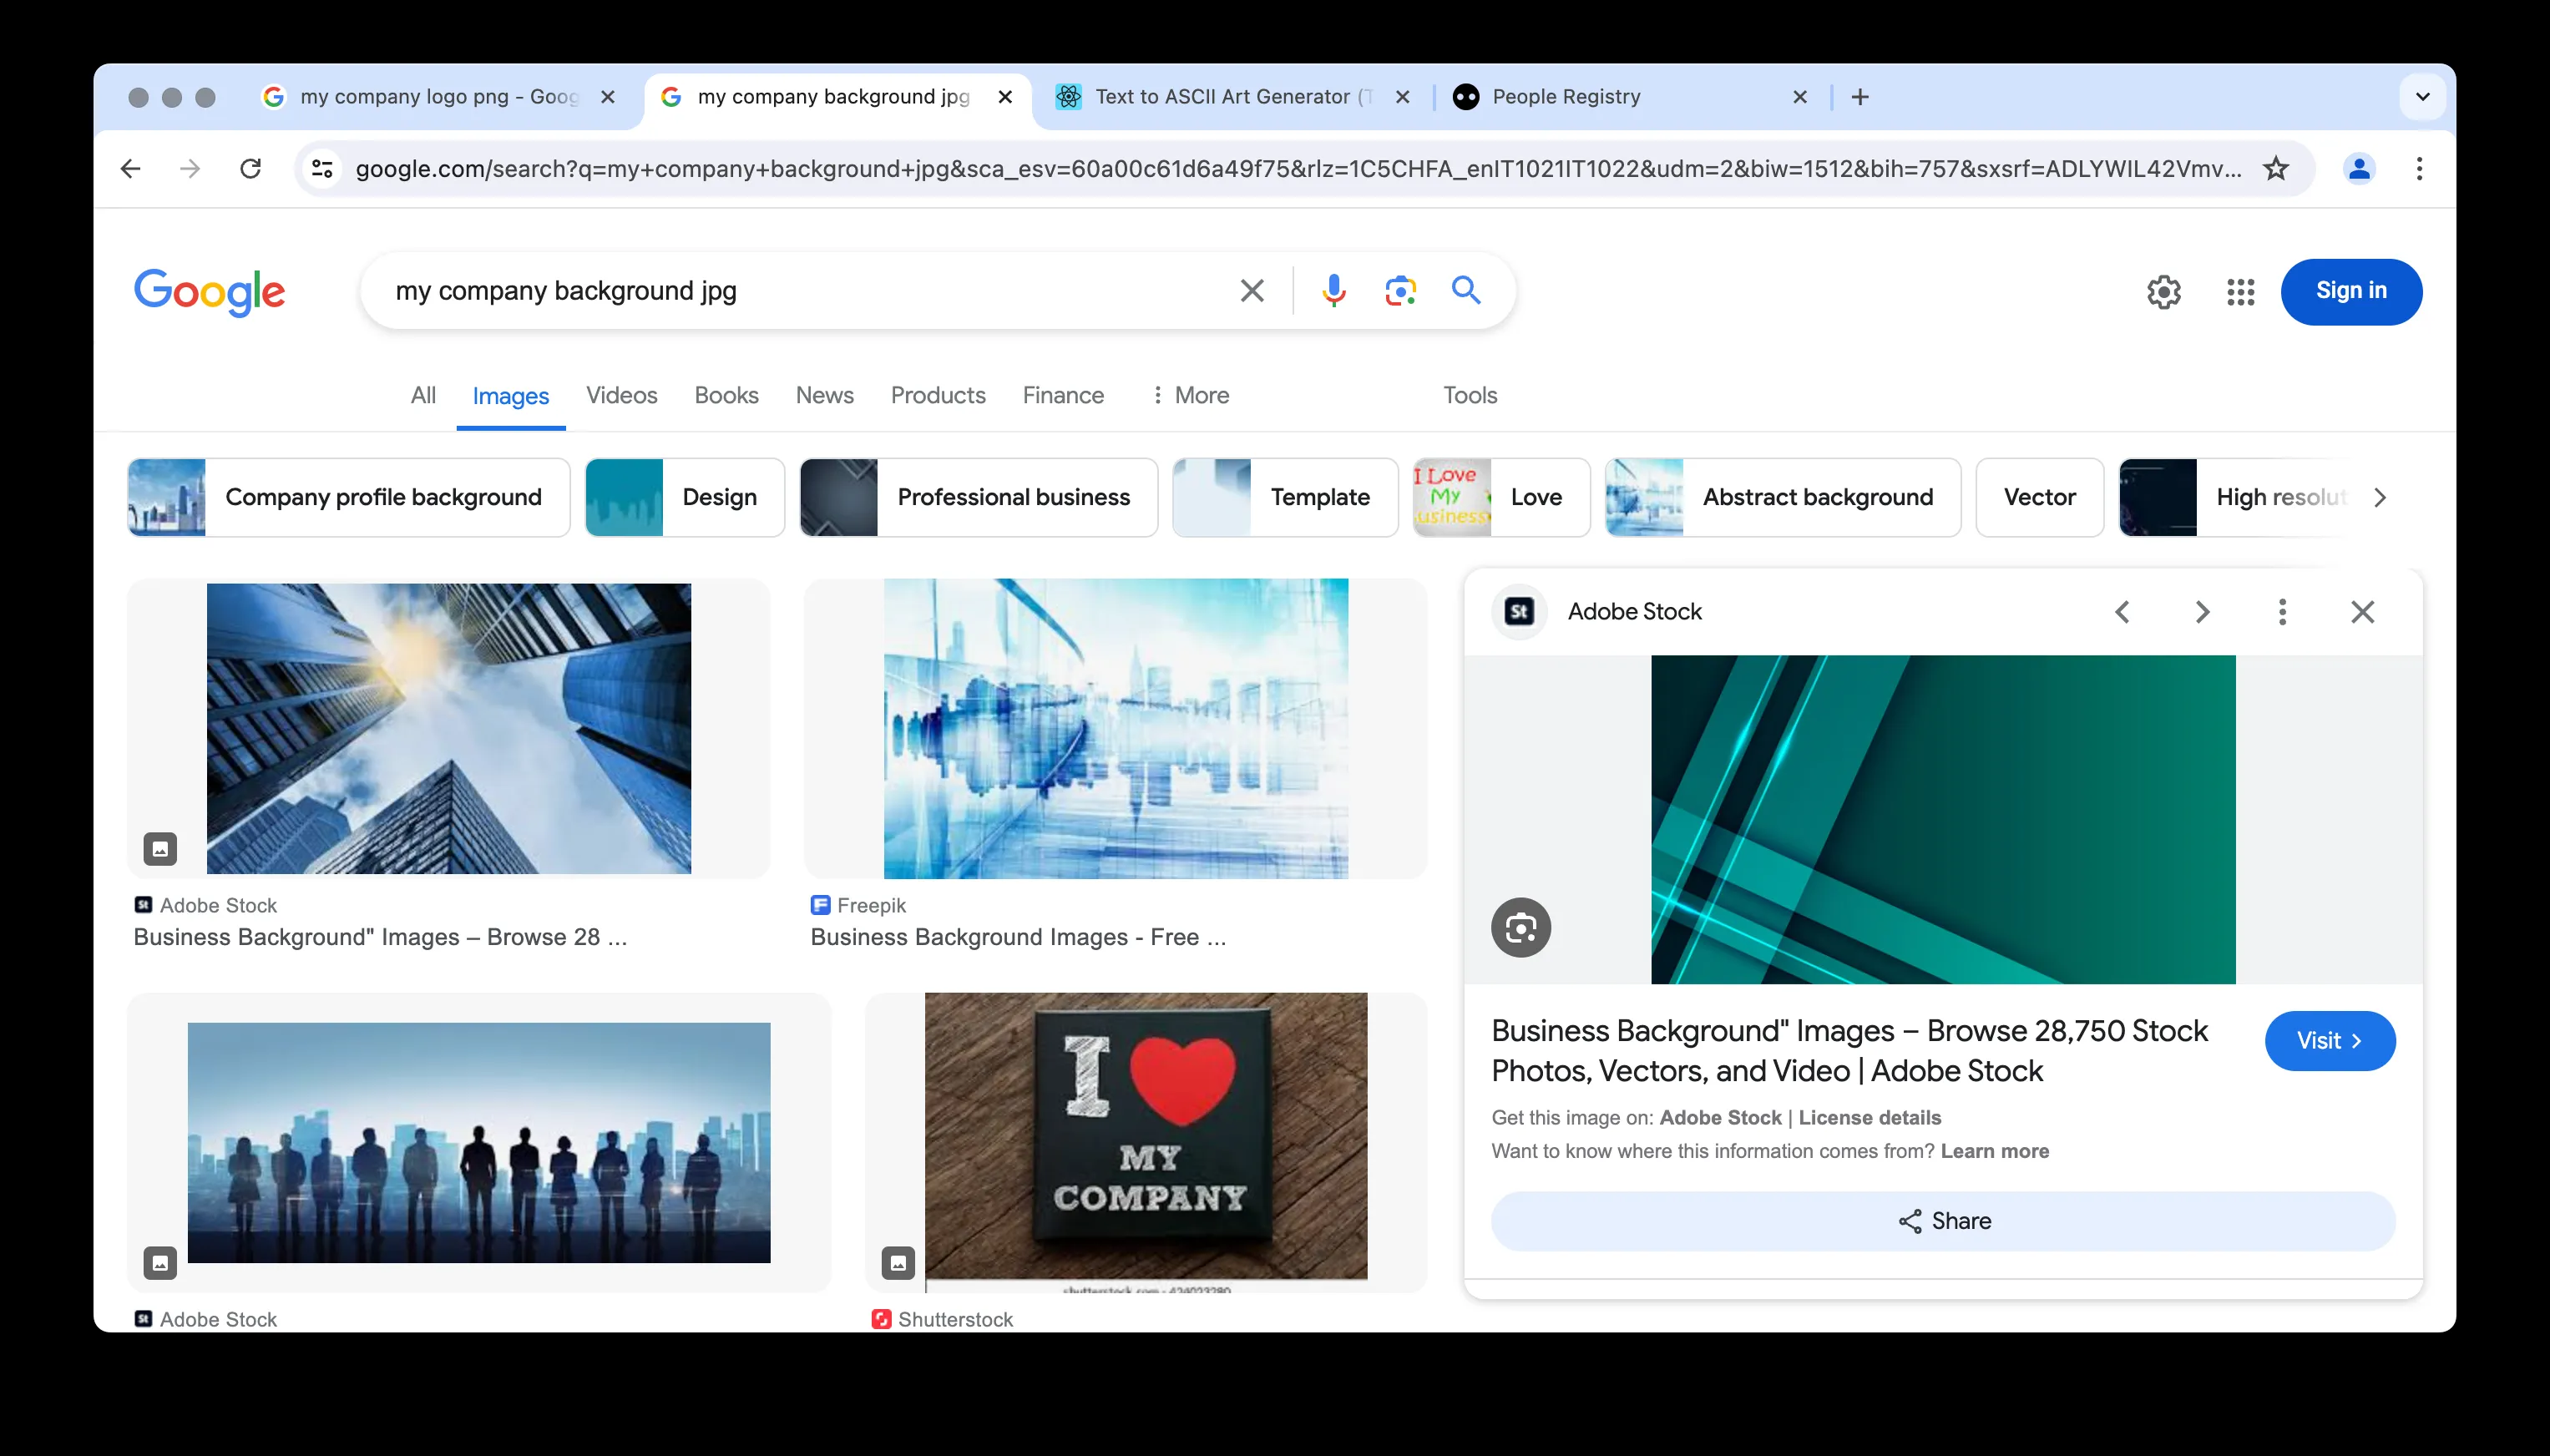 my company logo png - Goog
my company background jpg
Text to ASCII Art Generator (T
People Registry
google.com/search?q=my+company+background+jpg&sca_esv=60a00c61d6a49f75&rlz=1C5CHFA_enIT1021IT1022&udm=2&biw=1512&bih=757&sxsrf=ADLYWIL42Vmv...
Google
my company background jpg
Sign in
All
Images
Videos
Books
News
Products
Finance
More
Tools
Company profile background
Design
Professional business
Template
I Love
My
usiness
Love
Abstract background
Vector
High resolut
St
Adobe Stock
St
Adobe Stock
Business Background" Images – Browse 28 ...
Freepik
Business Background Images - Free ...
I
MY
COMPANY
shutterstock.com · 424023280
St
Adobe Stock
Shutterstock
Business Background" Images – Browse 28,750 Stock
Photos, Vectors, and Video | Adobe Stock
Visit
Get this image on: Adobe Stock | License details
Want to know where this information comes from? Learn more
Share